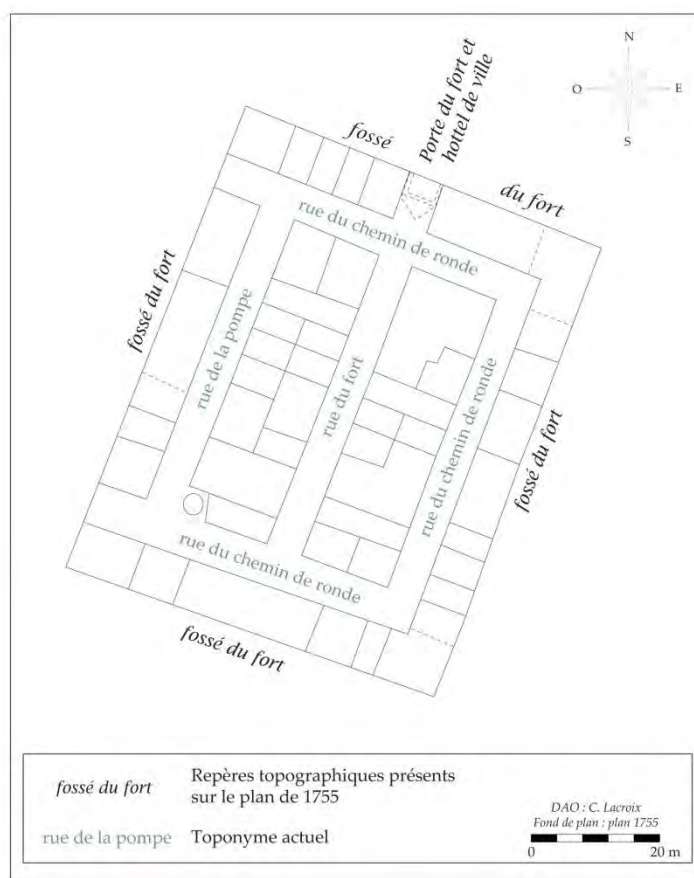 N
O
E
S
Porte du fort et
hottel de ville
fossé
du fort
rue du chemin de ronde
fossé du fort
rue de la pompe
rue du fort
rue du chemin de ronde
fossé du fort
rue du chemin de ronde
fossé du fort
fossé du fort
Repères topographiques présents
sur le plan de 1755
rue de la pompe
Toponyme actuel
DAO : C. Lacroix
Fond de plan : plan 1755
0
20 m